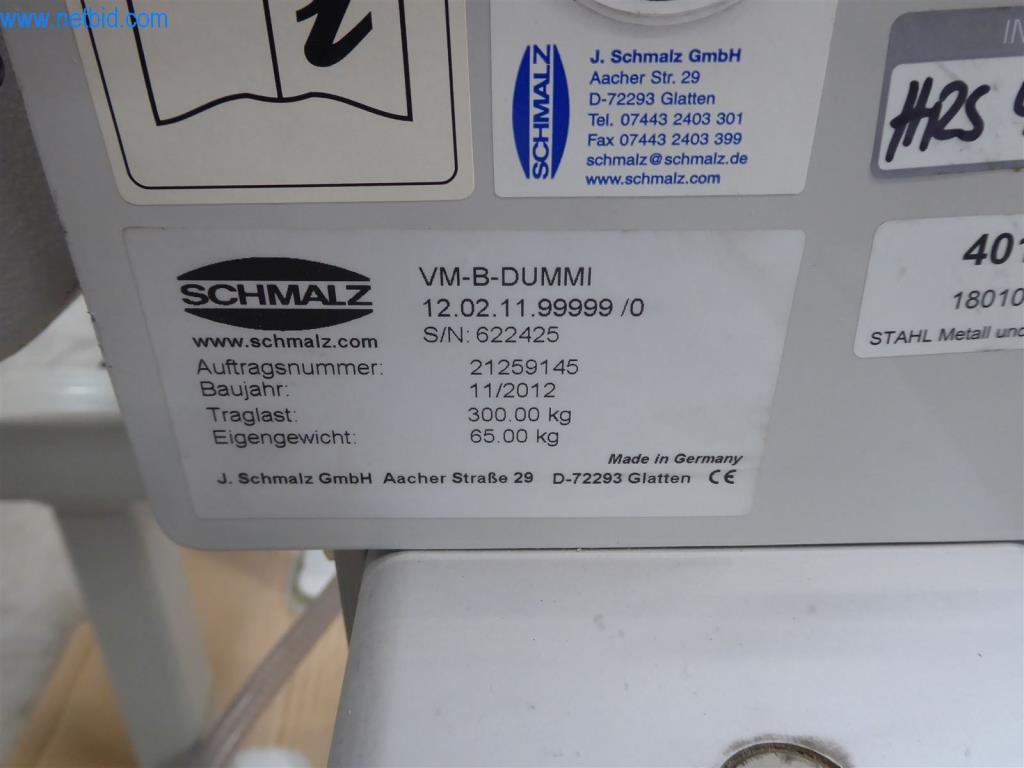 www.netbid.com
i
SCHMALZ
J. Schmalz GmbH
Aacher Str. 29
D-72293 Glatten
Tel. 07443 2403 301
Fax 07443 2403 399
schmalz@schmalz.de
www.schmalz.com
IN
HRS
SCHMALZ
www.schmalz.com
VM-B-DUMMI
12.02.11.99999 /0
S/N: 622425
Auftragsnummer: 21259145
Baujahr: 11/2012
Traglast: 300.00 kg
Eigengewicht: 65.00 kg
Made in Germany
J. Schmalz GmbH Aacher Straße 29 D-72293 Glatten CE
401
18010
STAHL Metall und